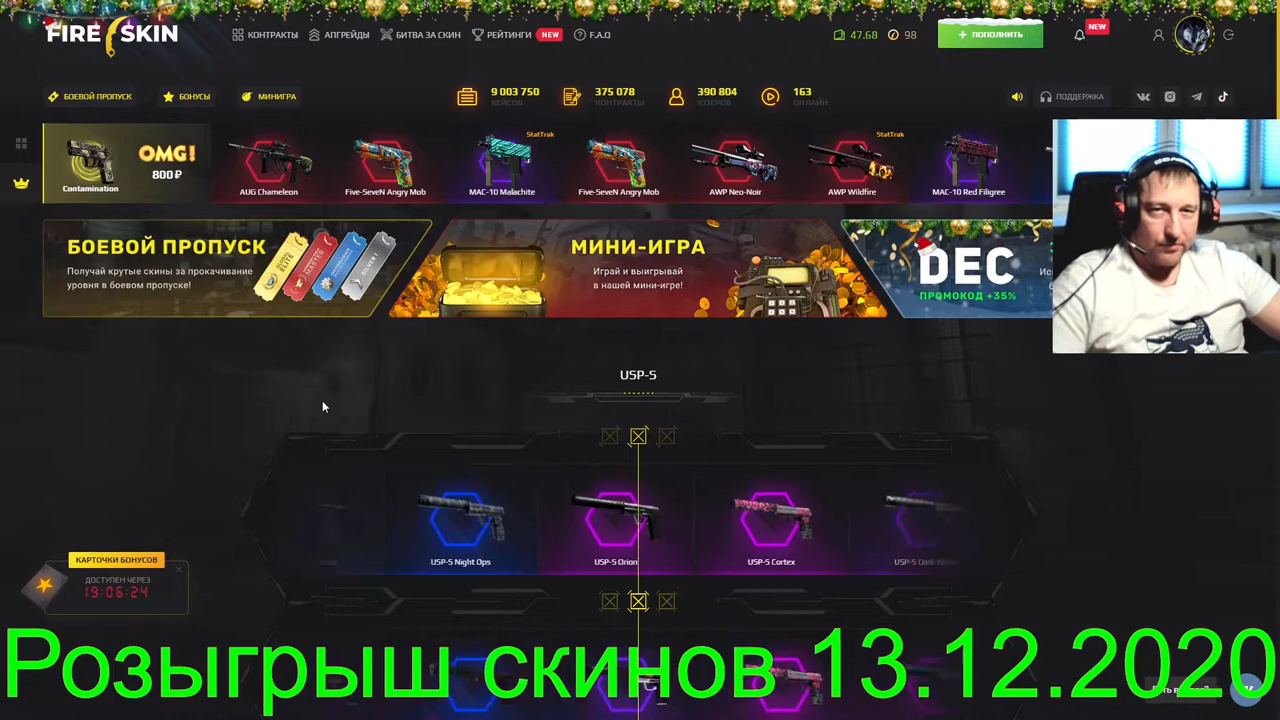 FIRE SKIN
КОНТРАКТЫ
АПГРЕЙДЫ
БИТВА ЗА СКИН
РЕЙТИНГИ NEW
F.A.Q
47.68
98
+ ПОПОЛНИТЬ
NEW
БОЕВОЙ ПРОПУСК
БОНУСЫ
МИНИГРА
9 003 750
КЕЙСОВ
375 078
КОНТРАКТЫ
390 804
ЮЗЕРОВ
163
ОНЛАЙН
ПОДДЕРЖКА
Contamination
OMG!
800 ₽
AUG Chameleon
Five-SeveN Angry Mob
StatTrak
MAC-10 Malachite
Five-SeveN Angry Mob
AWP Neo-Noir
StatTrak
AWP Wildfire
MAC-10 Red Filigree
БОЕВОЙ ПРОПУСК
Получай крутые скины за прокачивание
уровня в боевом пропуске!
МИНИ-ИГРА
Играй и выигрывай
в нашей мини-игре!
DEC
ПРОМОКОД +35%
USP-S
USP-S Night Ops
USP-S Orion
USP-S Cortex
USP-S Dark
КАРТОЧКИ БОНУСОВ
ДОСТУПЕН ЧЕРЕЗ
19:06:24
Розыгрыш скинов 13.12.2020